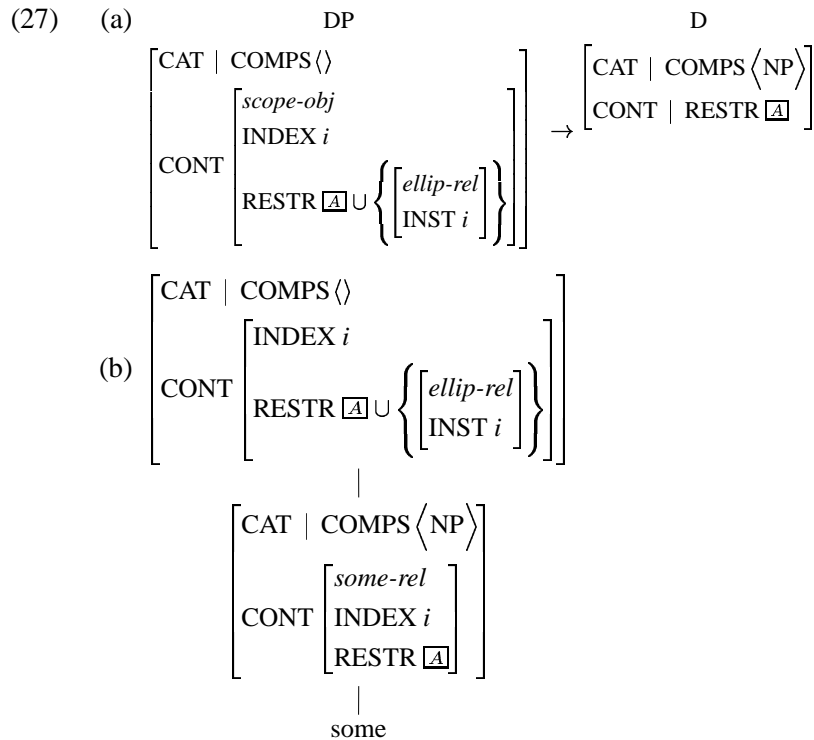 (27) (a) DP D
CAT | COMPS⟨⟩
CONT
scope-obj
INDEX i
RESTR A ∪ { [ ellip-rel
INST i ] }
→
CAT | COMPS ⟨NP⟩
CONT | RESTR A
(b)
CAT | COMPS⟨⟩
CONT
INDEX i
RESTR A ∪ { [ ellip-rel
INST i ] }
CAT | COMPS ⟨NP⟩
CONT
some-rel
INDEX i
RESTR A
some